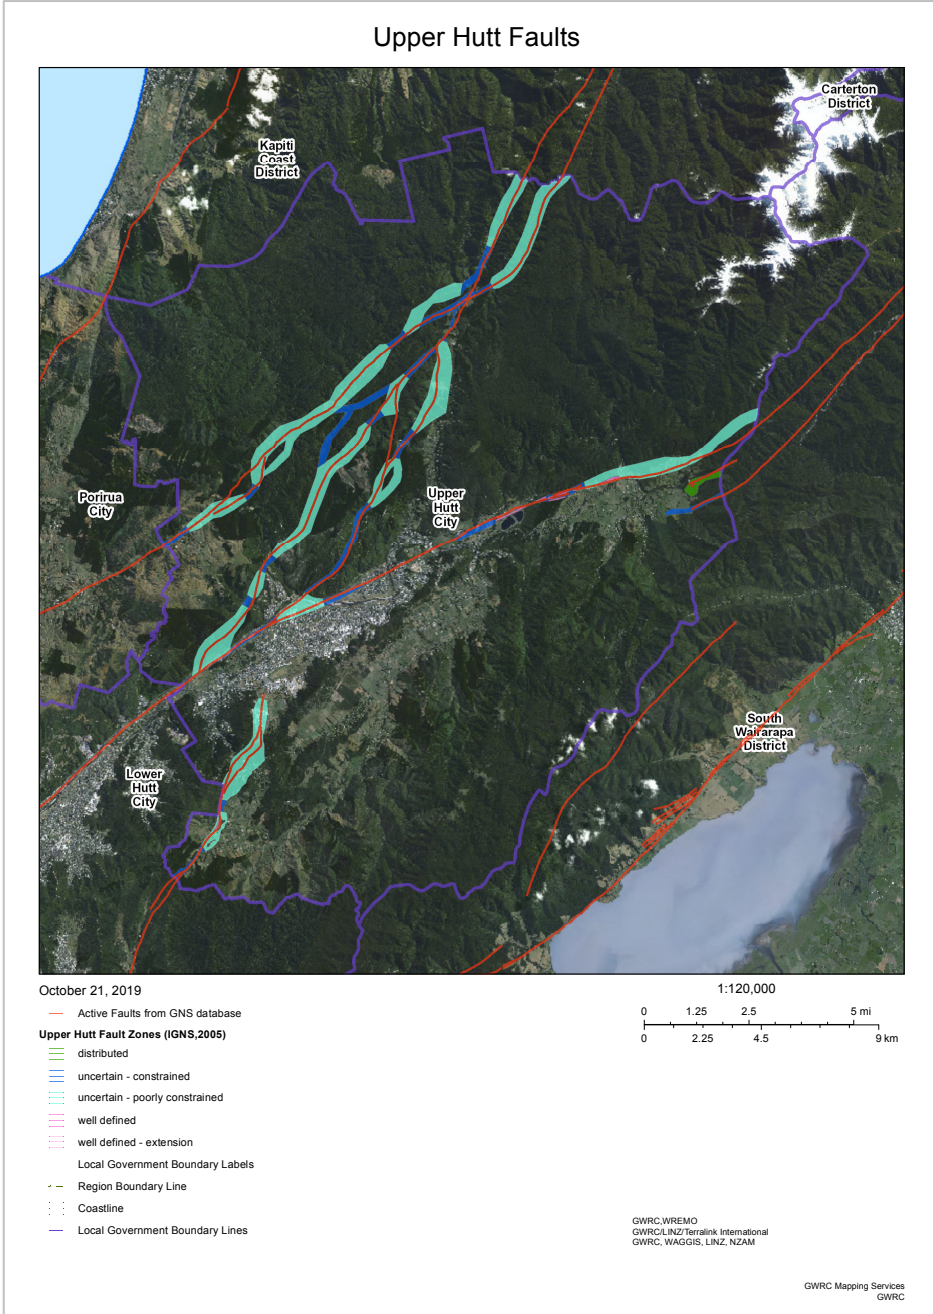 Upper Hutt Faults
Carterton
District
Kapiti
Coast
District
Porirua
City
Upper
Hutt
City
South
Wairarapa
District
Lower
Hutt
City
October 21, 2019
1:120,000
Active Faults from GNS database
0 1.25 2.5 5 mi
0 2.25 4.5 9 km
Upper Hutt Fault Zones (IGNS,2005)
distributed
uncertain - constrained
uncertain - poorly constrained
well defined
well defined - extension
Local Government Boundary Labels
Region Boundary Line
Coastline
Local Government Boundary Lines
GWRC,WREMO
GWRC/LINZ/Terralink International
GWRC, WAGGIS, LINZ, NZAM
GWRC Mapping Services
GWRC